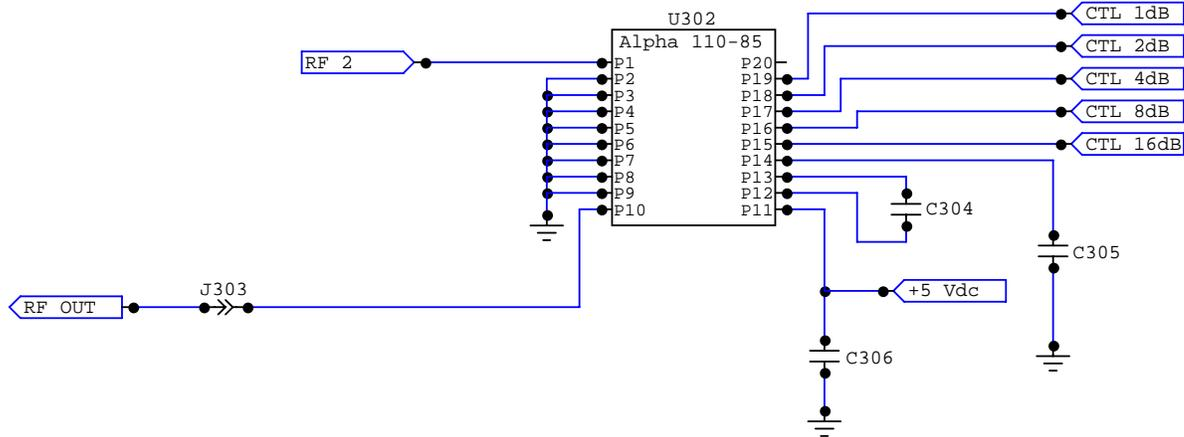 U302
CTL 1dB
Alpha 110-85
CTL 2dB
RF 2
P1
P20
P2
P19
CTL 4dB
P3
P18
P4
P17
CTL 8dB
P5
P16
P6
P15
CTL 16dB
P7
P14
P8
P13
P9
P12
P10
P11
C304
C305
J303
+5 Vdc
RF OUT
C306